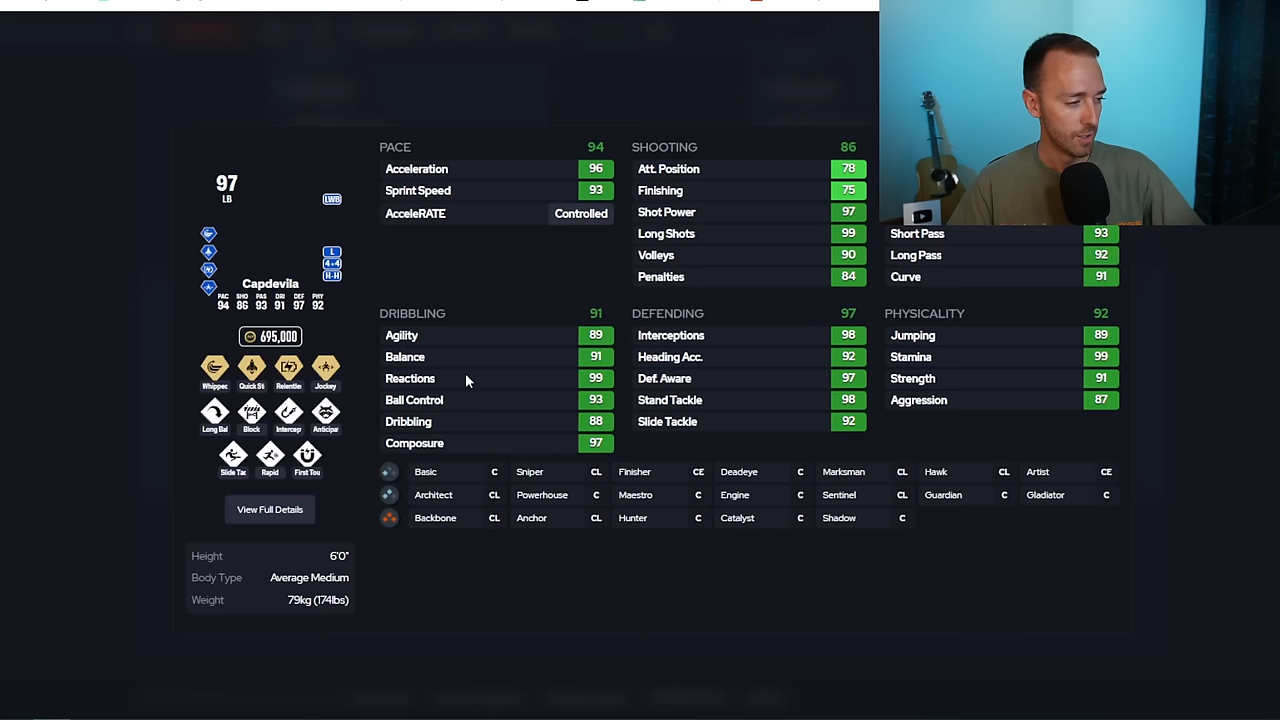 97
LB
LWB
L
4★4
H-H
Capdevila
PAC SHO PAS DRI DEF PHY
94 86 93 91 97 92
695,000
Whippec Quick St Relentle Jockey
Long Bal Block Intercep Anticipa
Slide Tac Rapid First Tou
View Full Details
Height 6'0"
Body Type Average Medium
Weight 79kg (174lbs)
PACE 94
Acceleration 96
Sprint Speed 93
AcceleRATE Controlled
SHOOTING 86
Att. Position 78
Finishing 75
Shot Power 97
Long Shots 99
Volleys 90
Penalties 84
Short Pass 93
Long Pass 92
Curve 91
DRIBBLING 91
Agility 89
Balance 91
Reactions 99
Ball Control 93
Dribbling 88
Composure 97
DEFENDING 97
Interceptions 98
Heading Acc. 92
Def. Aware 97
Stand Tackle 98
Slide Tackle 92
PHYSICALITY 92
Jumping 89
Stamina 99
Strength 91
Aggression 87
Basic C Sniper CL Finisher CE Deadeye C Marksman CL Hawk CL Artist CE
Architect CL Powerhouse C Maestro C Engine C Sentinel CL Guardian C Gladiator C
Backbone CL Anchor CL Hunter C Catalyst C Shadow C